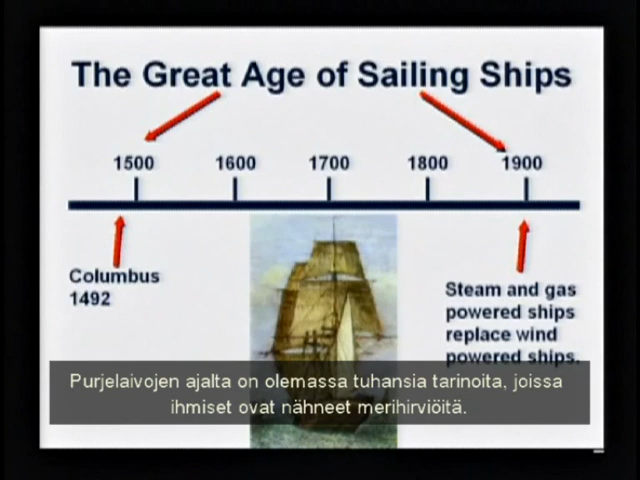 The Great Age of Sailing Ships
1500 1600 1700 1800 1900
Columbus
1492
Steam and gas
powered ships
replace wind
powered ships.
Purjelaivojen ajalta on olemassa tuhansia tarinoita, joissa
ihmiset ovat nähneet merihirviöitä.